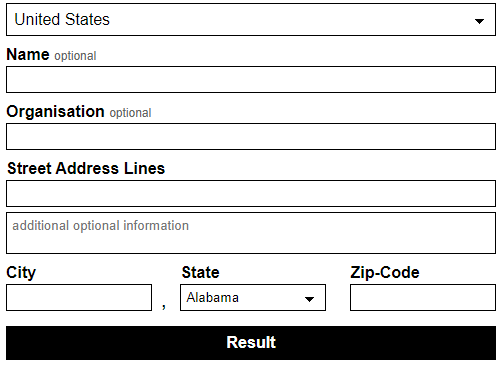 United States
Name optional
Organisation optional
Street Address Lines
additional optional information
City State Zip-Code
, Alabama
Result